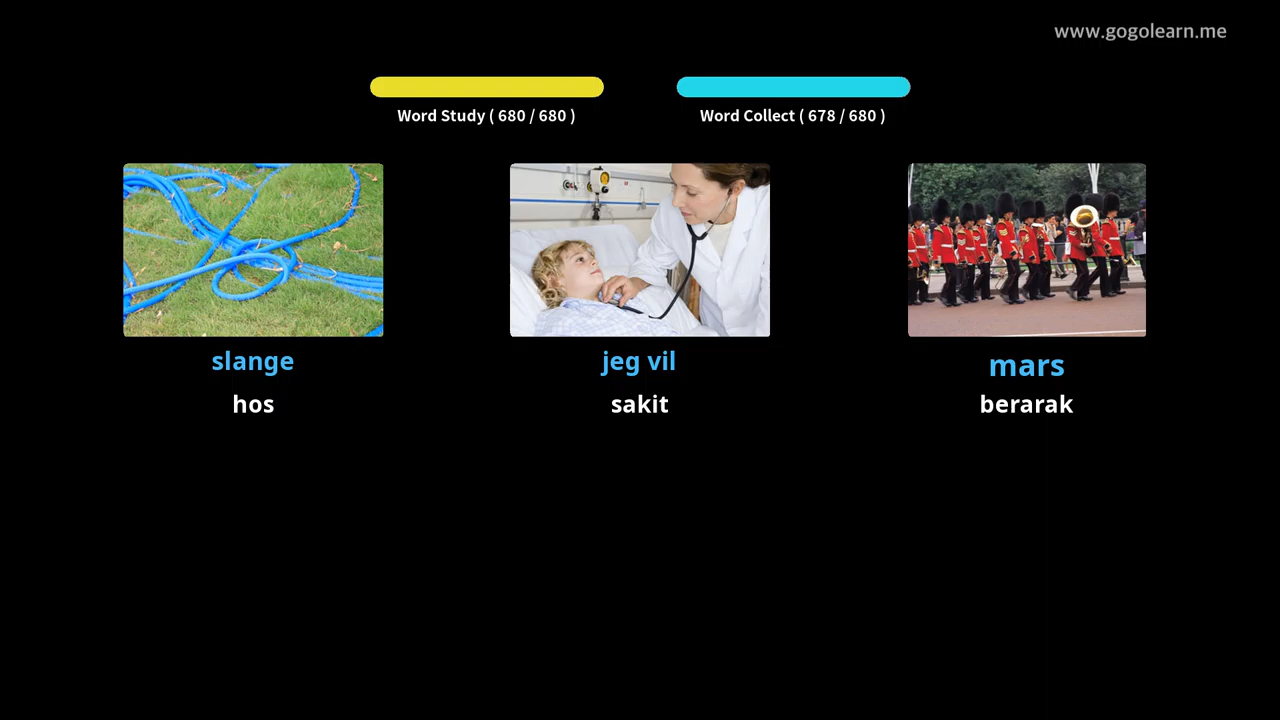 www.gogolearn.me
Word Study ( 680 / 680 )
Word Collect ( 678 / 680 )
slange
jeg vil
mars
hos
sakit
berarak